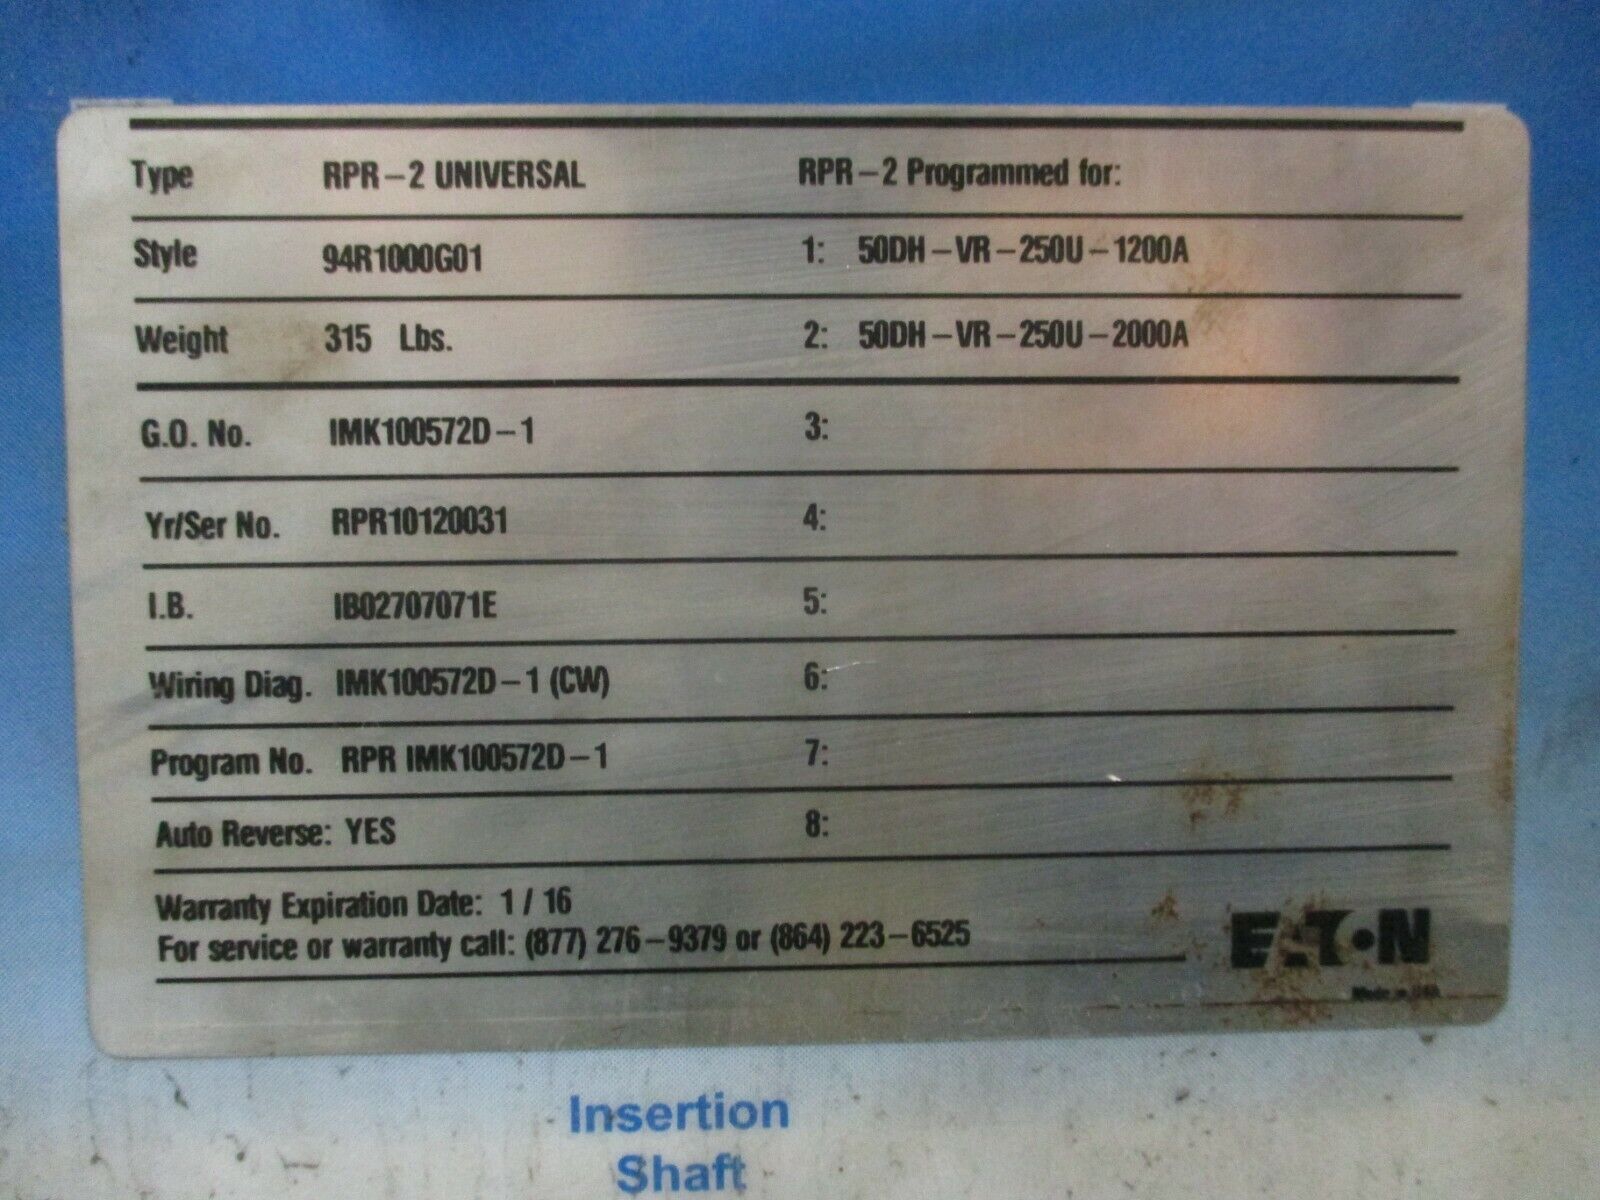 Type RPR-2 UNIVERSAL RPR-2 Programmed for:
Style 94R1000G01 1: 50DH-VR-250U-1200A
Weight 315 Lbs. 2: 50DH-VR-250U-2000A
G.O. No. IMK100572D-1 3:
Yr/Ser No. RPR10120031 4:
I.B. IB02707071E 5:
Wiring Diag. IMK100572D-1 (CW) 6:
Program No. RPR IMK100572D-1 7:
Auto Reverse: YES 8:
Warranty Expiration Date: 1 / 16
For service or warranty call: (877) 276-9379 or (864) 223-6525
EATON
Made in USA
Insertion
Shaft